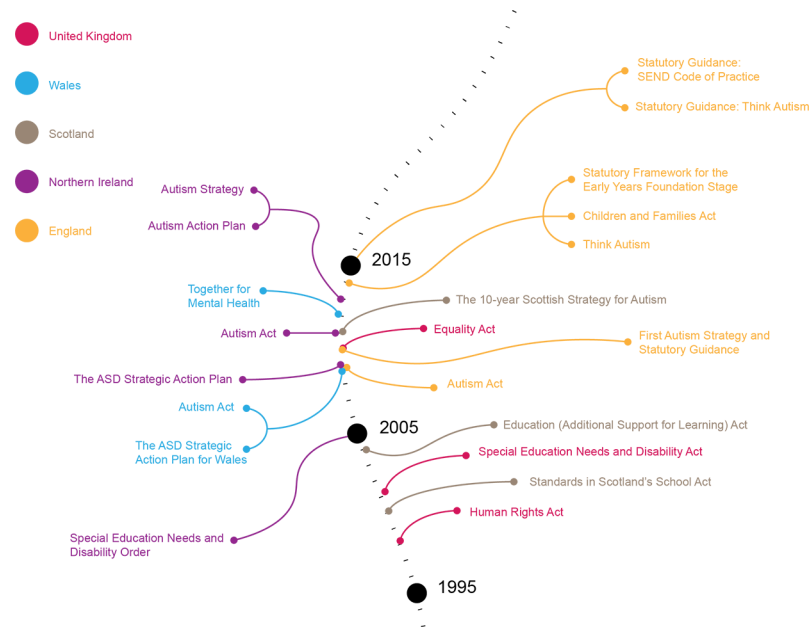 United Kingdom
Wales
Scotland
Northern Ireland
England
Statutory Guidance:
SEND Code of Practice
Statutory Guidance: Think Autism
Statutory Framework for the
Early Years Foundation Stage
Children and Families Act
Think Autism
Autism Strategy
Autism Action Plan
2015
Together for
Mental Health
The 10-year Scottish Strategy for Autism
Autism Act
Equality Act
First Autism Strategy and
Statutory Guidance
The ASD Strategic Action Plan
Autism Act
Autism Act
The ASD Strategic
Action Plan for Wales
2005
Education (Additional Support for Learning) Act
Special Education Needs and Disability Act
Standards in Scotland's School Act
Human Rights Act
Special Education Needs and
Disability Order
1995